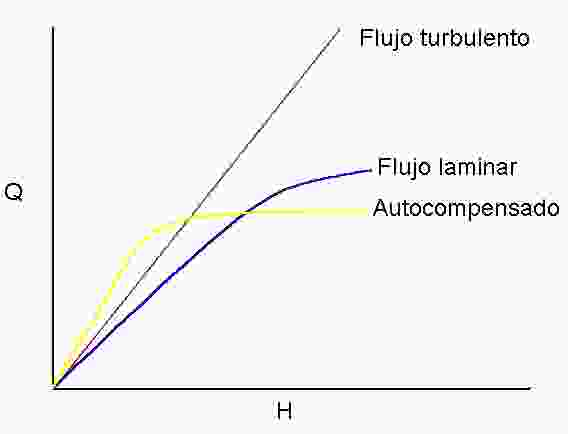 Flujo turbulento
Flujo laminar
Q
Autocompensado
H